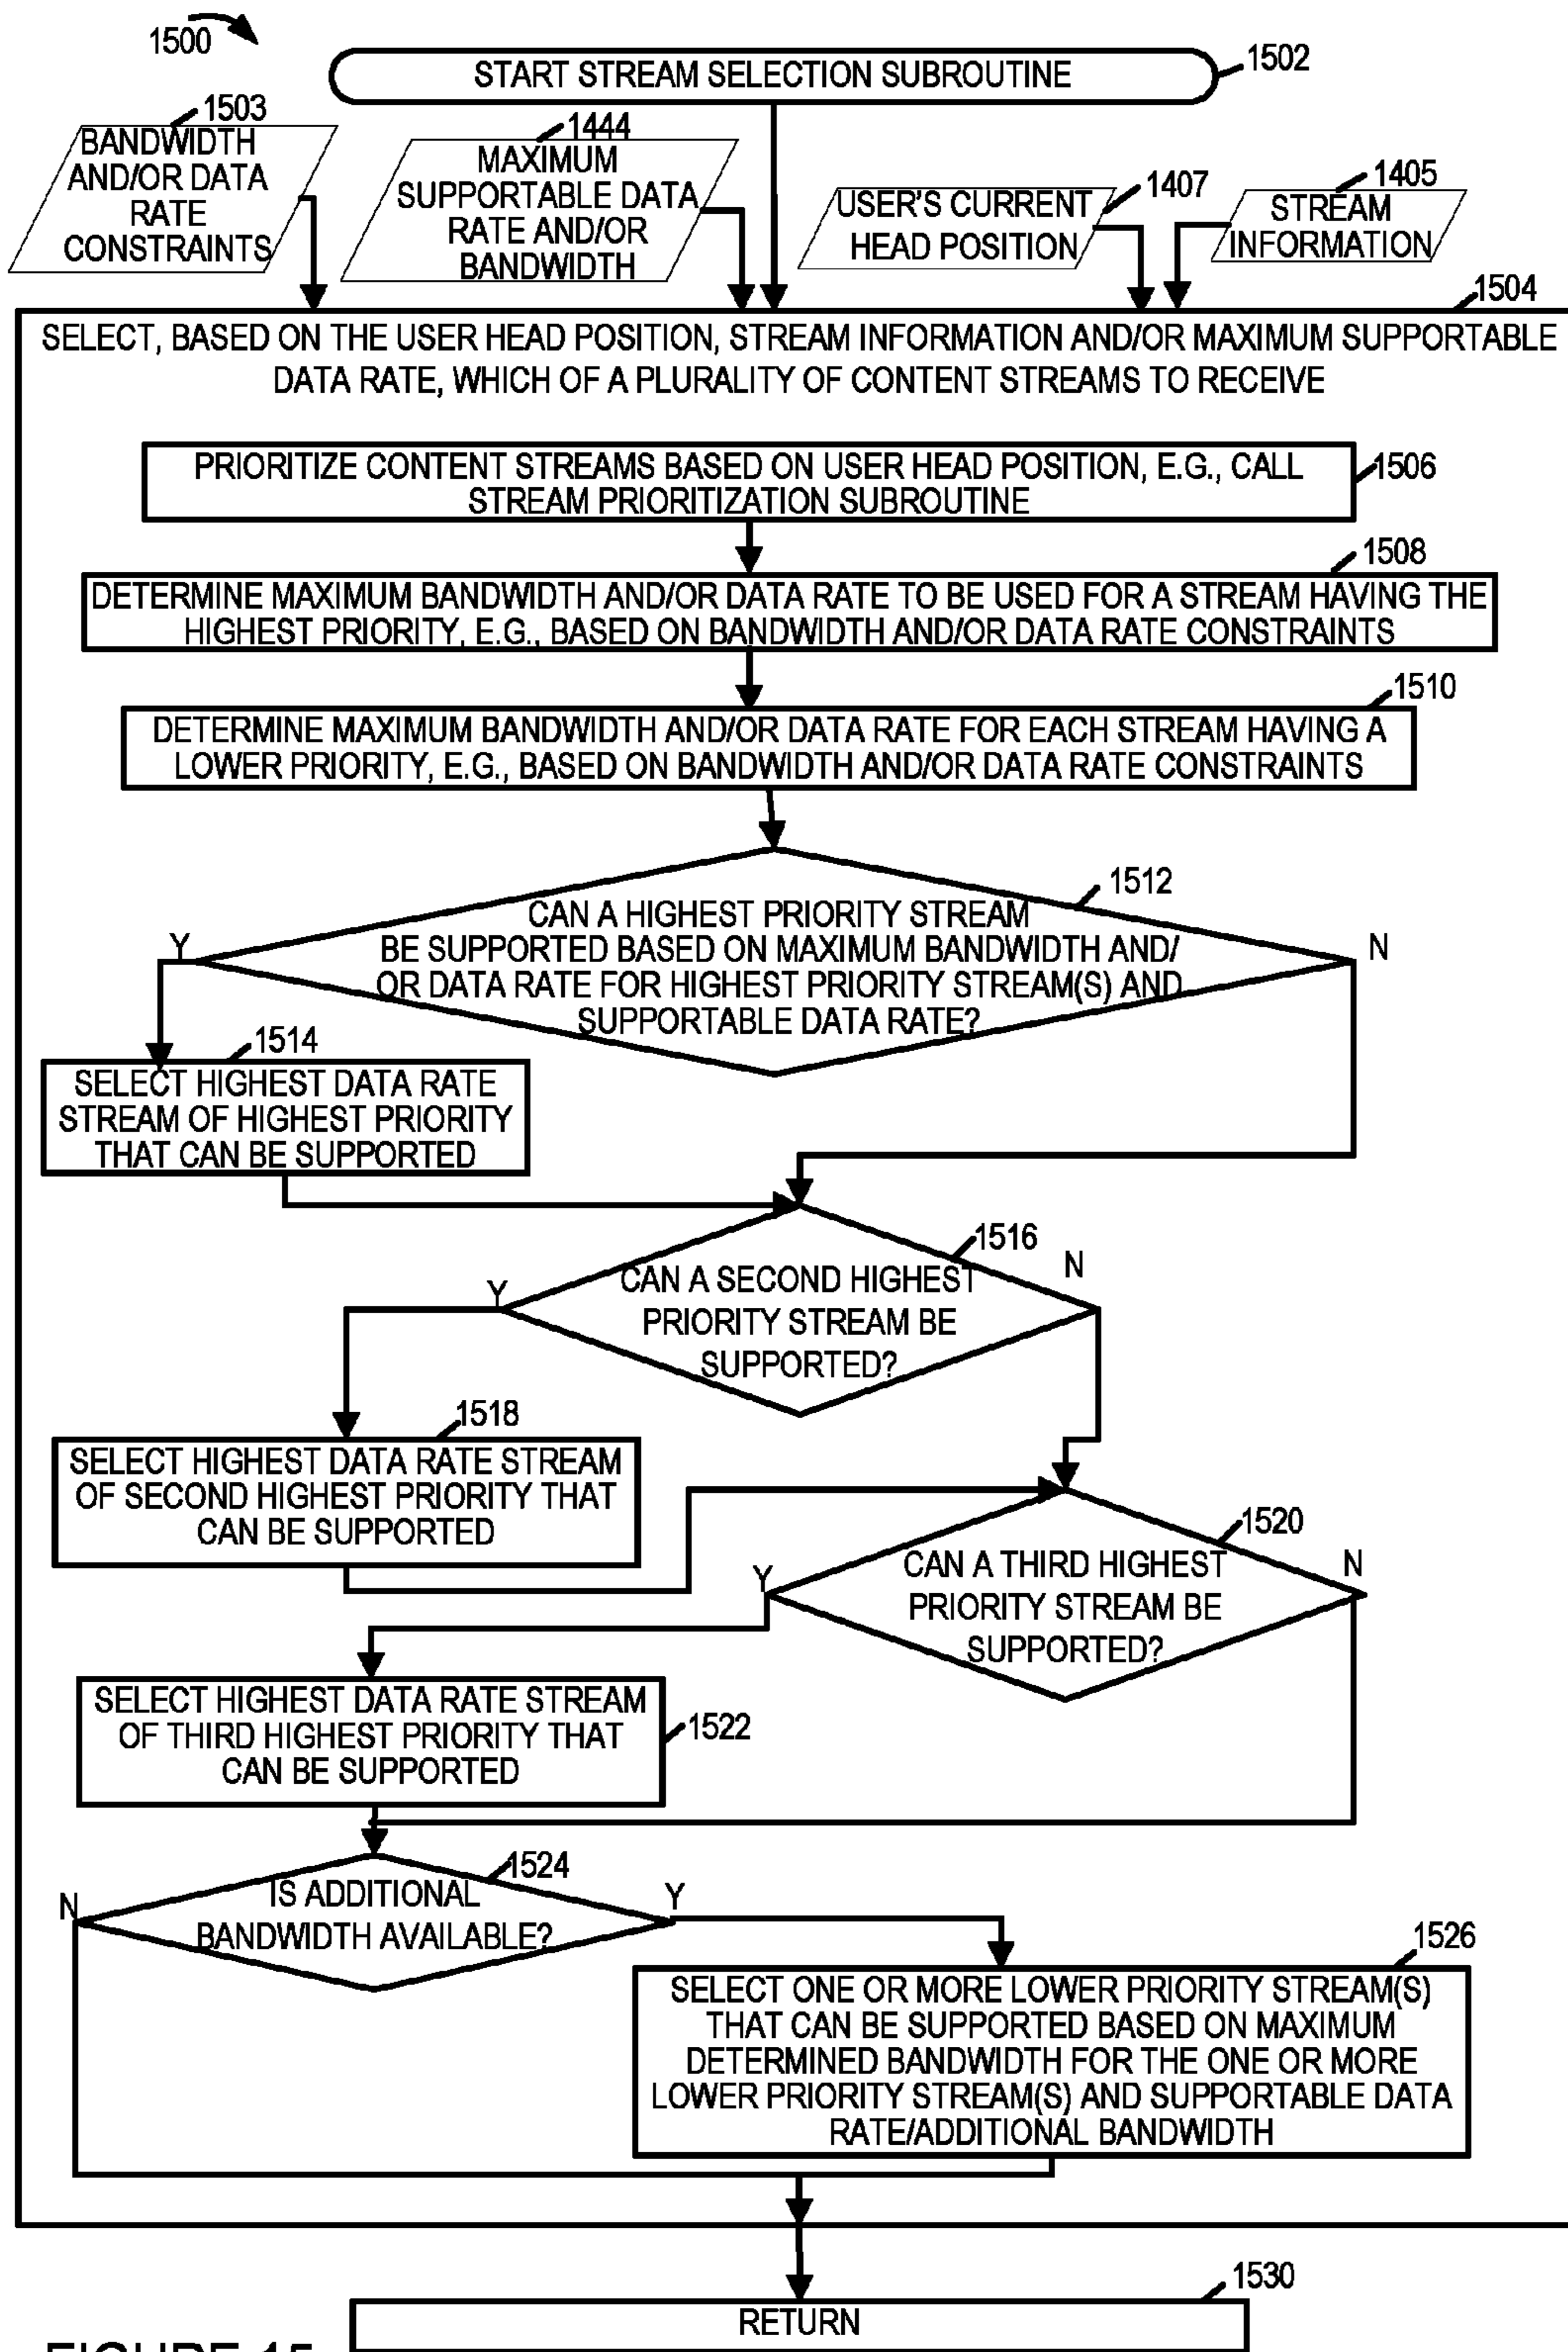 1500
START STREAM SELECTION SUBROUTINE
1502
1503
BANDWIDTH
AND/OR DATA
RATE
CONSTRAINTS
1444
MAXIMUM
SUPPORTABLE DATA
RATE AND/OR
BANDWIDTH
1407
USER'S CURRENT
HEAD POSITION
1405
STREAM
INFORMATION
1504
SELECT, BASED ON THE USER HEAD POSITION, STREAM INFORMATION AND/OR MAXIMUM SUPPORTABLE
DATA RATE, WHICH OF A PLURALITY OF CONTENT STREAMS TO RECEIVE
PRIORITIZE CONTENT STREAMS BASED ON USER HEAD POSITION, E.G., CALL
STREAM PRIORITIZATION SUBROUTINE
1506
1508
DETERMINE MAXIMUM BANDWIDTH AND/OR DATA RATE TO BE USED FOR A STREAM HAVING THE
HIGHEST PRIORITY, E.G., BASED ON BANDWIDTH AND/OR DATA RATE CONSTRAINTS
1510
DETERMINE MAXIMUM BANDWIDTH AND/OR DATA RATE FOR EACH STREAM HAVING A
LOWER PRIORITY, E.G., BASED ON BANDWIDTH AND/OR DATA RATE CONSTRAINTS
1512
CAN A HIGHEST PRIORITY STREAM
BE SUPPORTED BASED ON MAXIMUM BANDWIDTH AND/
OR DATA RATE FOR HIGHEST PRIORITY STREAM(S) AND
SUPPORTABLE DATA RATE?
Y
N
1514
SELECT HIGHEST DATA RATE
STREAM OF HIGHEST PRIORITY
THAT CAN BE SUPPORTED
1516
CAN A SECOND HIGHEST
PRIORITY STREAM BE
SUPPORTED?
Y
N
1518
SELECT HIGHEST DATA RATE STREAM
OF SECOND HIGHEST PRIORITY THAT
CAN BE SUPPORTED
1520
CAN A THIRD HIGHEST
PRIORITY STREAM BE
SUPPORTED?
Y
N
SELECT HIGHEST DATA RATE STREAM
OF THIRD HIGHEST PRIORITY THAT
CAN BE SUPPORTED
1522
1524
IS ADDITIONAL
BANDWIDTH AVAILABLE?
N
Y
1526
SELECT ONE OR MORE LOWER PRIORITY STREAM(S)
THAT CAN BE SUPPORTED BASED ON MAXIMUM
DETERMINED BANDWIDTH FOR THE ONE OR MORE
LOWER PRIORITY STREAM(S) AND SUPPORTABLE DATA
RATE/ADDITIONAL BANDWIDTH
1530
RETURN
FIGURE 15